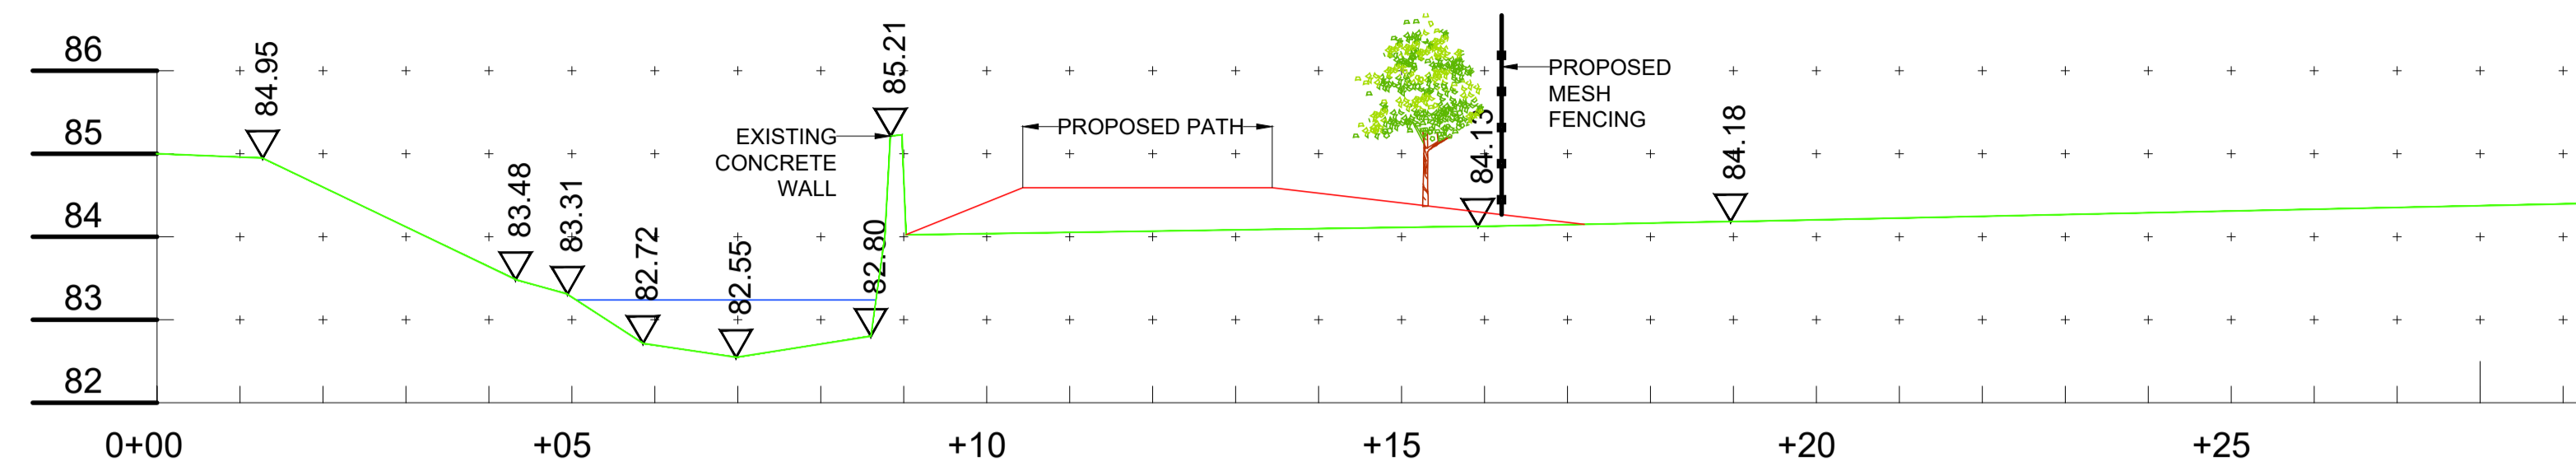 86
85
84
83
82
84.95
83.48
83.31
82.72
82.55
82.80
85.21
EXISTING
CONCRETE
WALL
PROPOSED PATH
84.13
PROPOSED
MESH
FENCING
84.18
0+00
+05
+10
+15
+20
+25